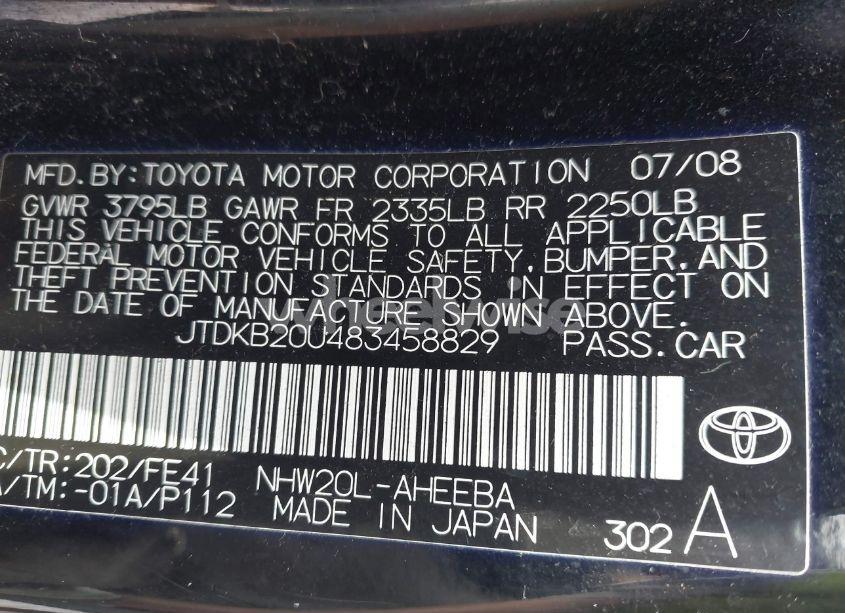 MFD.BY:TOYOTA MOTOR CORPORATION 07/08
GVWR 3795LB GAWR FR 2335LB RR 2250LB
THIS VEHICLE CONFORMS TO ALL APPLICABLE
FEDERAL MOTOR VEHICLE SAFETY,BUMPER,AND
THEFT PREVENTION STANDARDS IN EFFECT ON
THE DATE OF MANUFACTURE SHOWN ABOVE.
JTDKB20U483458829 PASS.CAR
C/TR:202/FE41 NHW20L-AHEEBA
A/TM:-01A/P112 MADE IN JAPAN 302 A